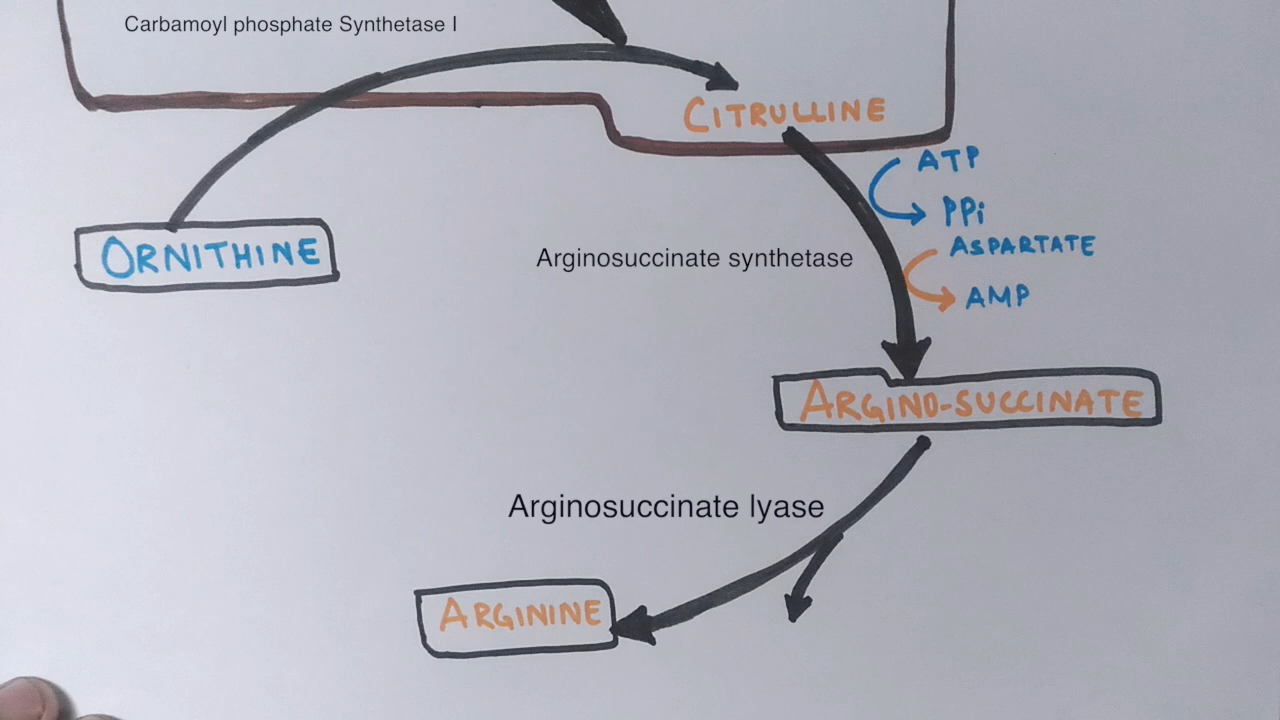 Carbamoyl phosphate Synthetase I
CITRULLINE
ATP
PPi
ORNITHINE
Arginosuccinate synthetase
ASPARTATE
AMP
ARGINO-SUCCINATE
Arginosuccinate lyase
ARGININE